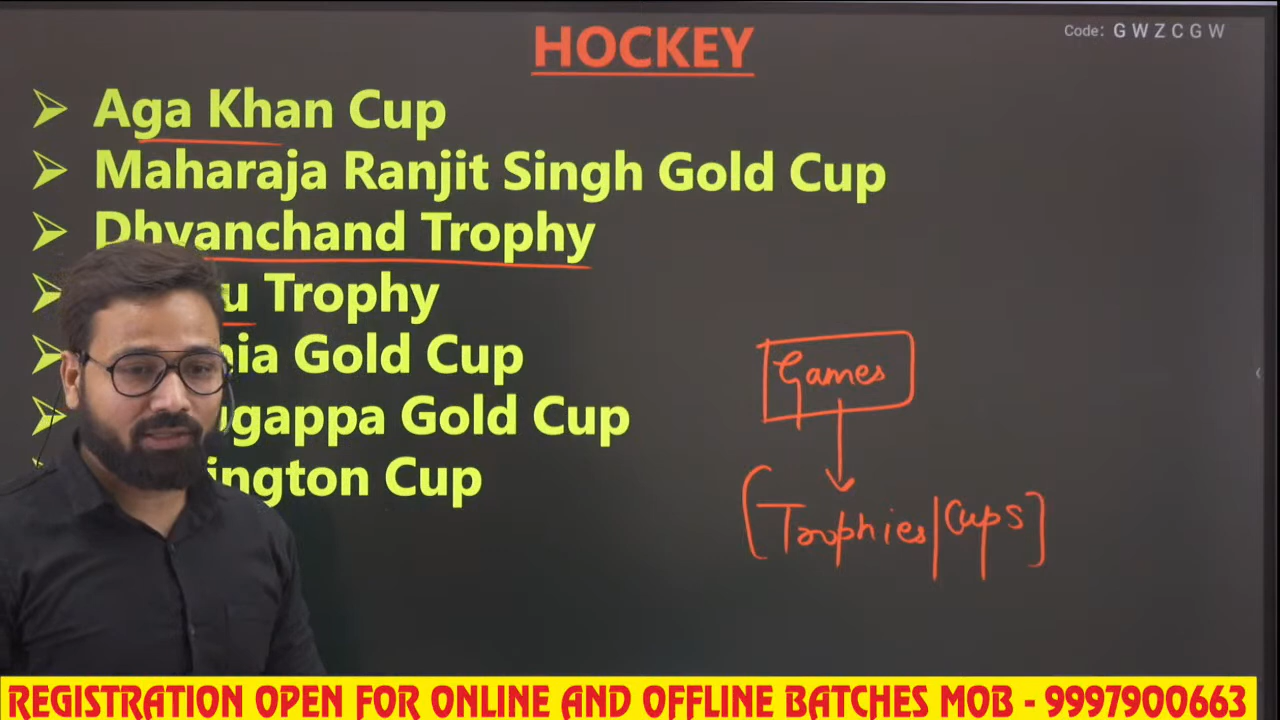 HOCKEY
Code: G W Z C G W
➢ Aga Khan Cup
➢ Maharaja Ranjit Singh Gold Cup
➢ Dhyanchand Trophy
➢ Trophy
➢ Gold Cup
➢ Gold Cup
Cup
Games
[Trophies|Cups]
REGISTRATION OPEN FOR ONLINE AND OFFLINE BATCHES MOB - 9997900663